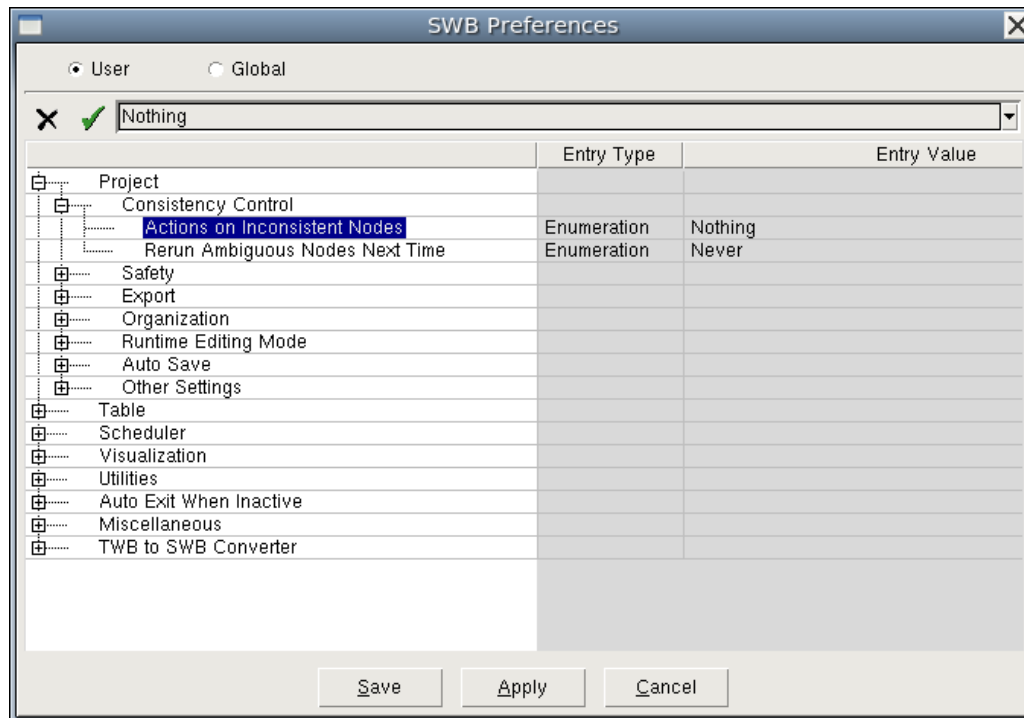 SWB Preferences
User Global
Nothing
Entry Type Entry Value
Project
Consistency Control
Actions on Inconsistent Nodes Enumeration Nothing
Rerun Ambiguous Nodes Next Time Enumeration Never
Safety
Export
Organization
Runtime Editing Mode
Auto Save
Other Settings
Table
Scheduler
Visualization
Utilities
Auto Exit When Inactive
Miscellaneous
TWB to SWB Converter
Save Apply Cancel